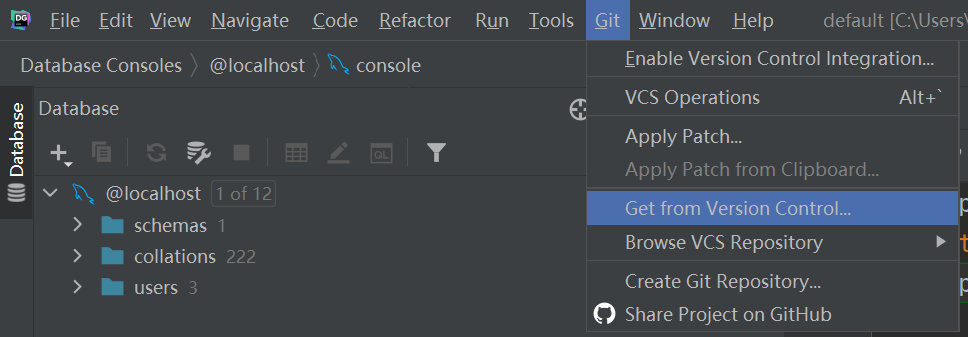 DG File Edit View Navigate Code Refactor Run Tools Git Window Help default [C:\Users\
Database Consoles @localhost console
Enable Version Control Integration...
VCS Operations Alt+`
Apply Patch...
Apply Patch from Clipboard...
Get from Version Control...
Browse VCS Repository
Create Git Repository...
Share Project on GitHub
Database
Database
QL
@localhost 1 of 12
schemas 1
collations 222
users 3